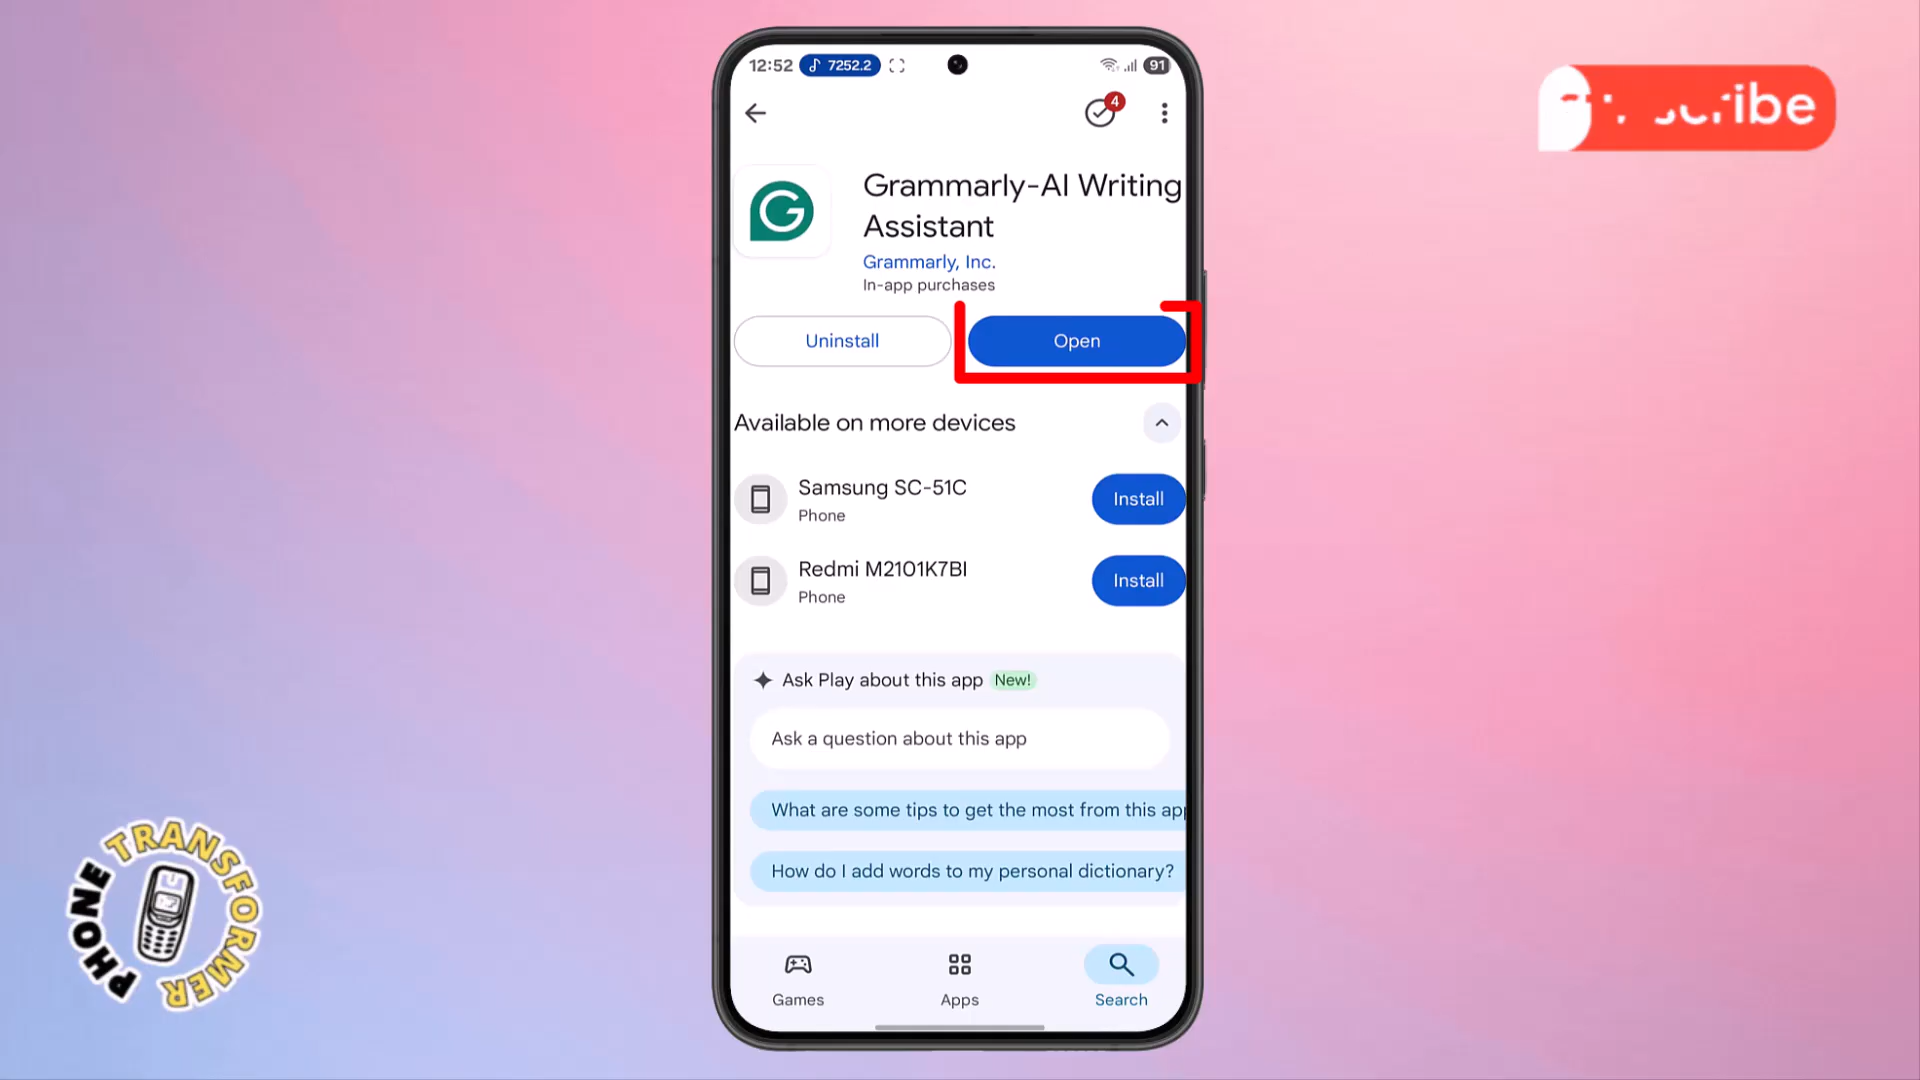 12:52
7252.2
91
4
Grammarly-AI Writing
Assistant
Grammarly, Inc.
In-app purchases
Uninstall
Open
Available on more devices
Samsung SC-51C
Phone
Install
Redmi M2101K7BI
Phone
Install
Ask Play about this app New!
Ask a question about this app
What are some tips to get the most from this app
How do I add words to my personal dictionary?
Games
Apps
Search
PHONE TRANSFORMER